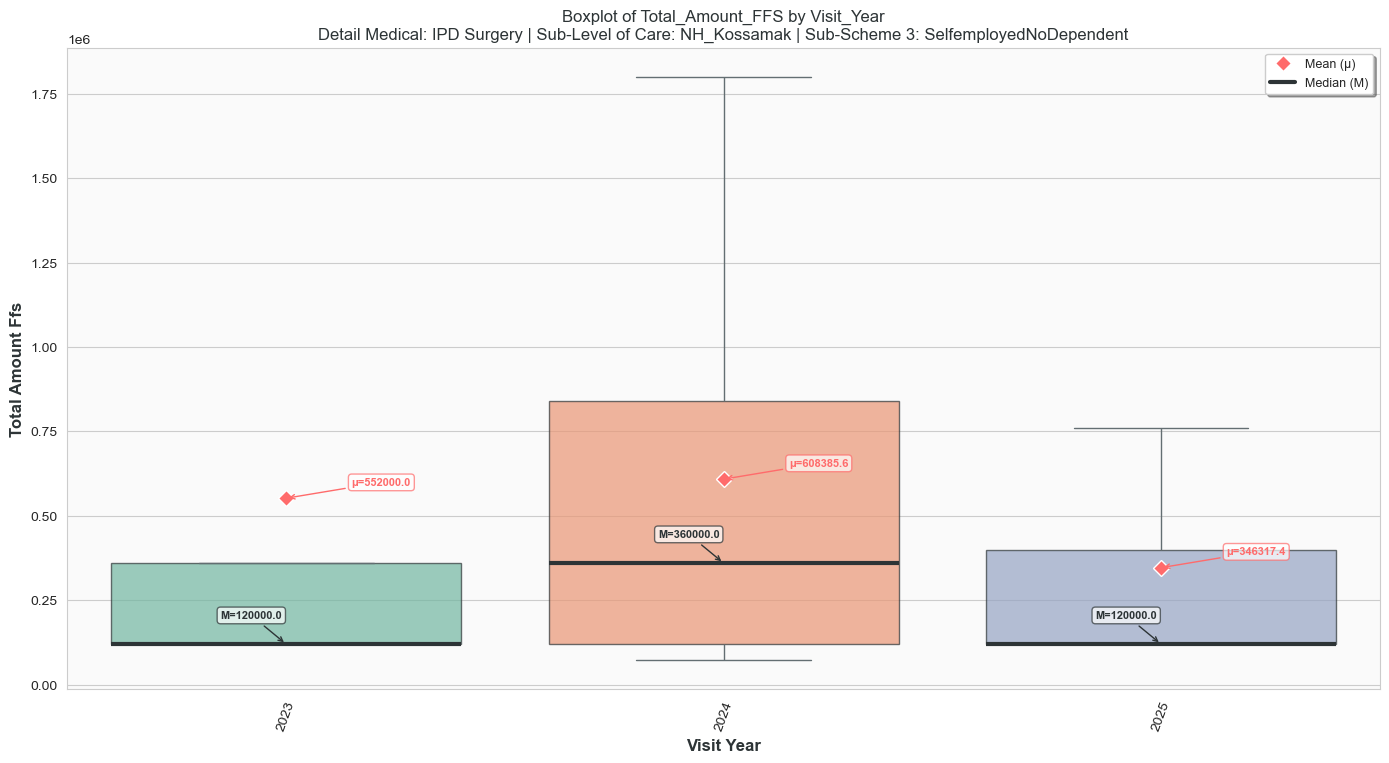 Boxplot of Total_Amount_FFS by Visit_Year
Detail Medical: IPD Surgery | Sub-Level of Care: NH_Kossamak | Sub-Scheme 3: SelfemployedNoDependent
1e6
Mean (μ)
Median (M)
1.75
1.50
1.25
1.00
0.75
0.50
0.25
0.00
Total Amount Ffs
μ=552000.0
M=120000.0
μ=608385.6
M=360000.0
μ=346317.4
M=120000.0
2023
2024
2025
Visit Year